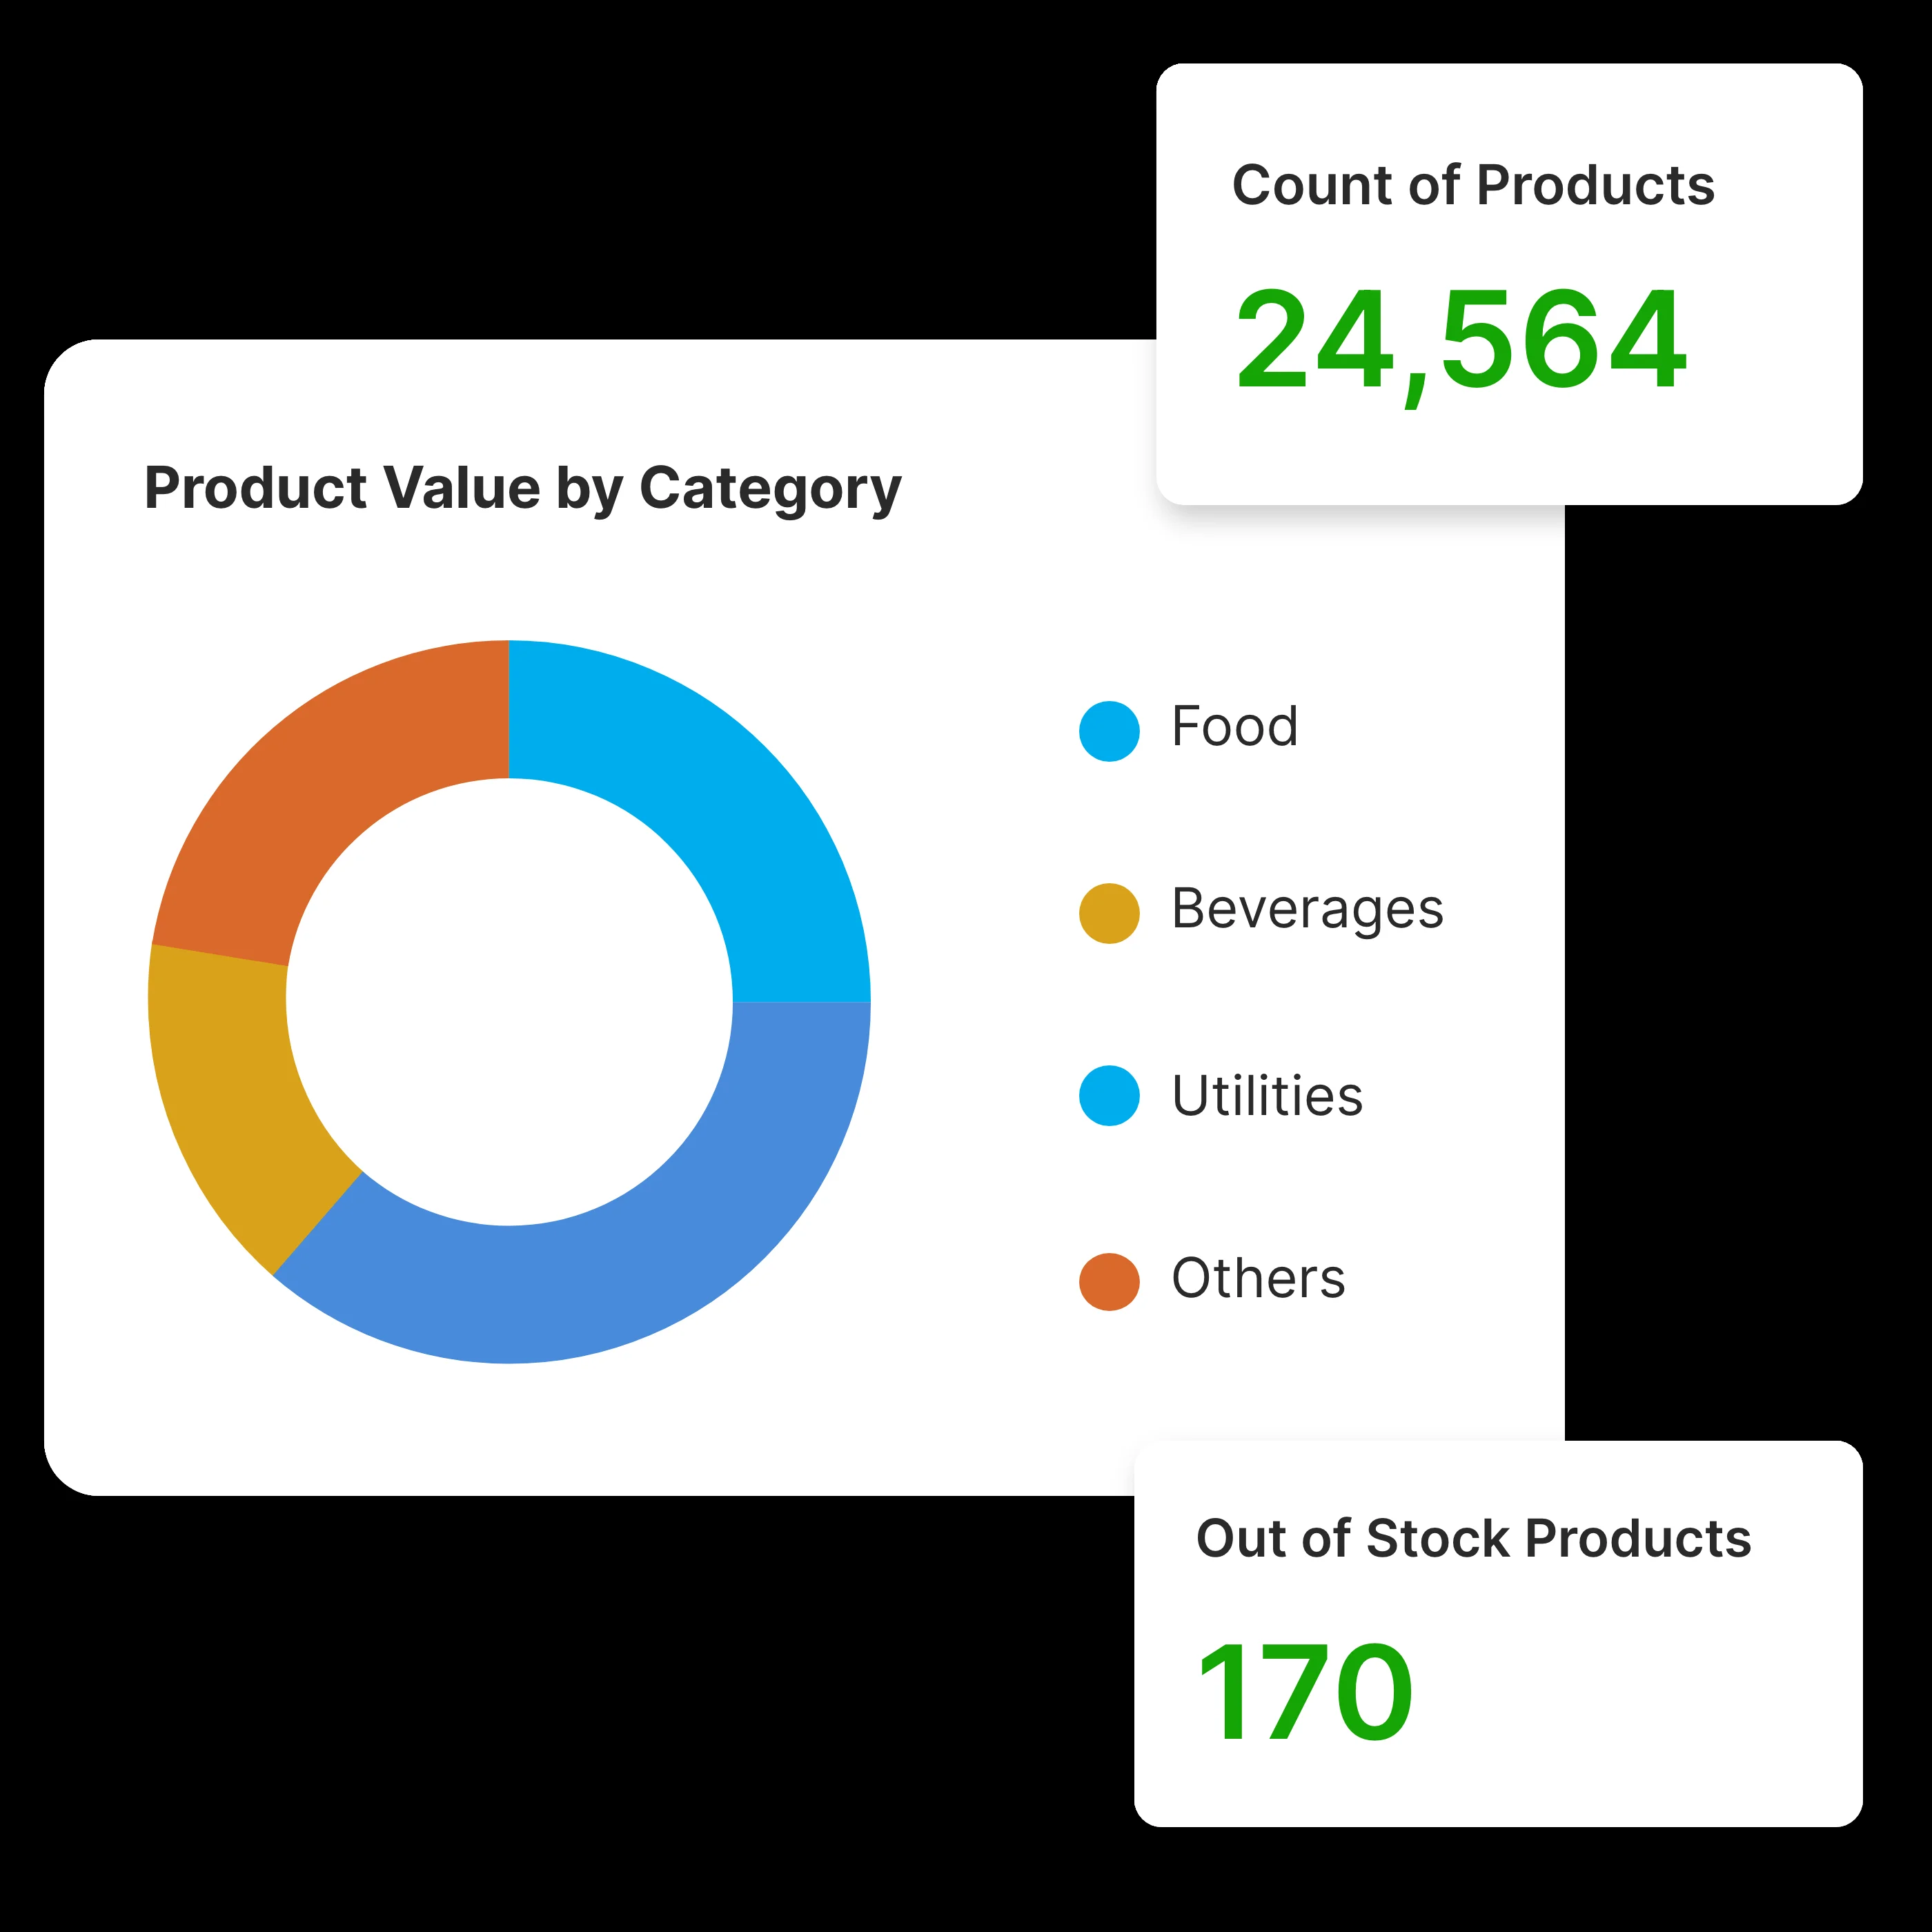 Count of Products
24,564
Product Value by Category
Food
Beverages
Utilities
Others
Out of Stock Products
170